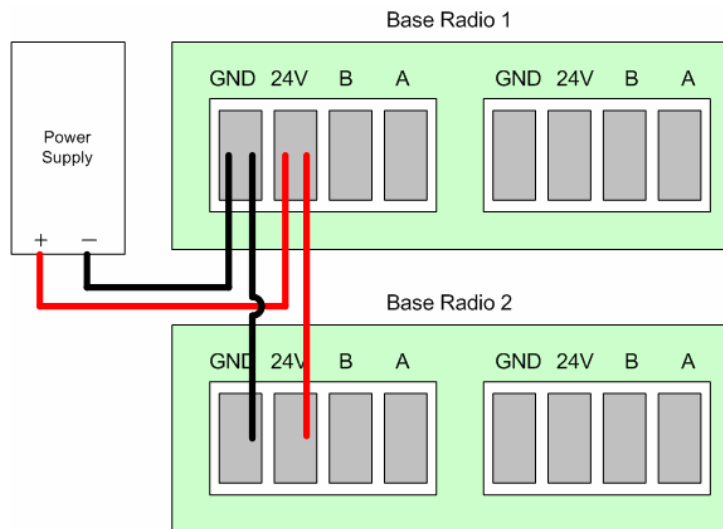 Base Radio 1
GND 24V B A GND 24V B A
Power
Supply
+ −
Base Radio 2
GND 24V B A GND 24V B A